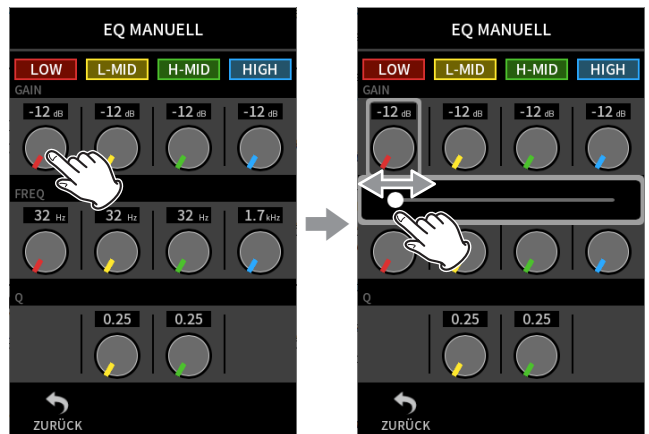 EQ MANUELL
LOW L-MID H-MID HIGH
GAIN
-12 dB -12 dB -12 dB -12 dB
FREQ
32 Hz 32 Hz 32 Hz 1.7 kHz
Q
0.25 0.25
ZURÜCK
EQ MANUELL
LOW L-MID H-MID HIGH
GAIN
-12 dB -12 dB -12 dB -12 dB
Q
0.25 0.25
ZURÜCK